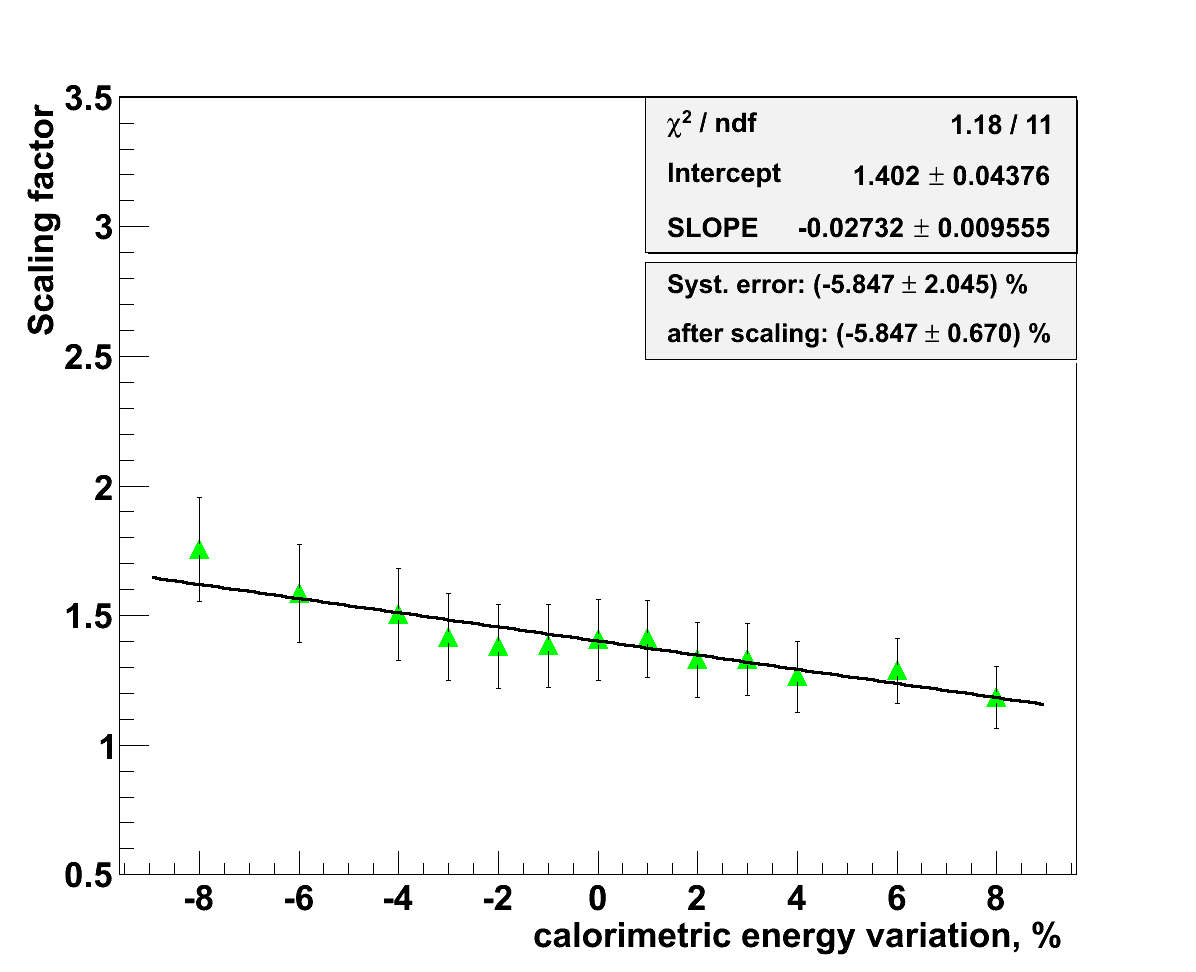 3.5
3
2.5
2
1.5
1
0.5
Scaling factor
χ² / ndf 1.18 / 11
Intercept 1.402 ± 0.04376
SLOPE -0.02732 ± 0.009555
Syst. error: (-5.847 ± 2.045) %
after scaling: (-5.847 ± 0.670) %
-8 -6 -4 -2 0 2 4 6 8
calorimetric energy variation, %